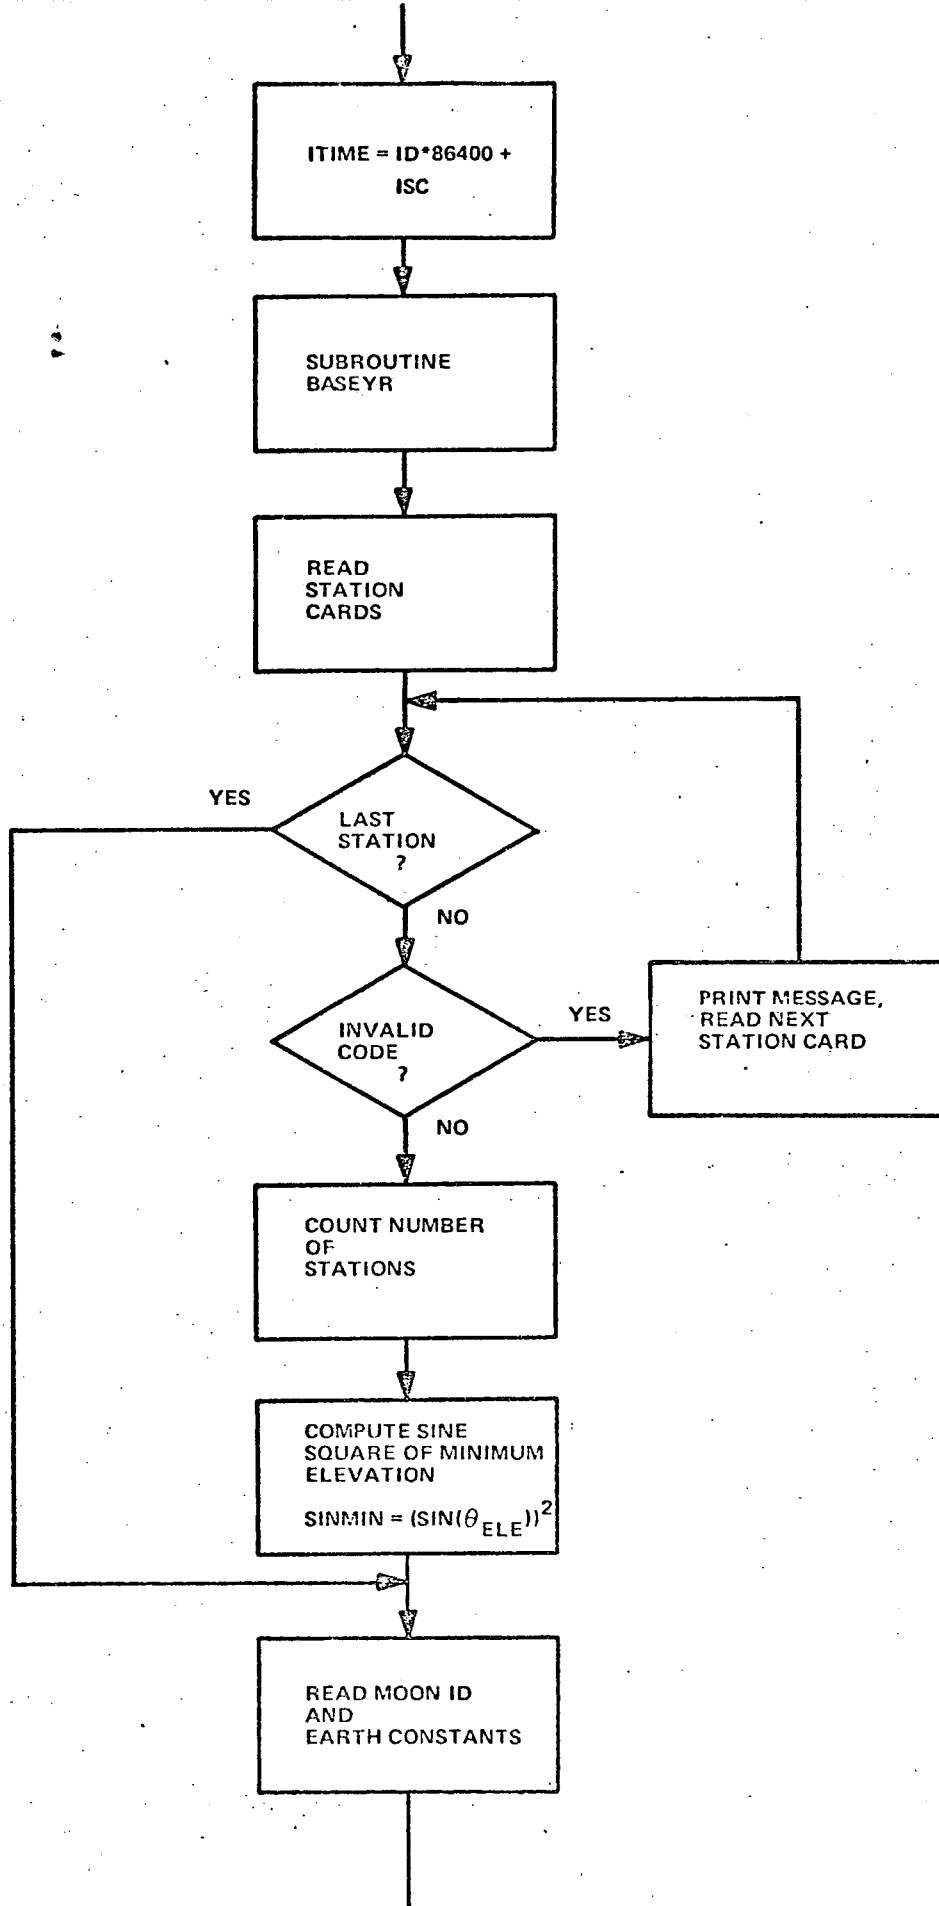 ITIME = ID*86400 +
ISC
SUBROUTINE
BASEYR
READ
STATION
CARDS
YES
LAST
STATION
?
NO
INVALID
CODE
?
YES
PRINT MESSAGE,
READ NEXT
STATION CARD
NO
COUNT NUMBER
OF
STATIONS
COMPUTE SINE
SQUARE OF MINIMUM
ELEVATION
SINMIN = (SIN(θ ELE))2
READ MOON ID
AND
EARTH CONSTANTS